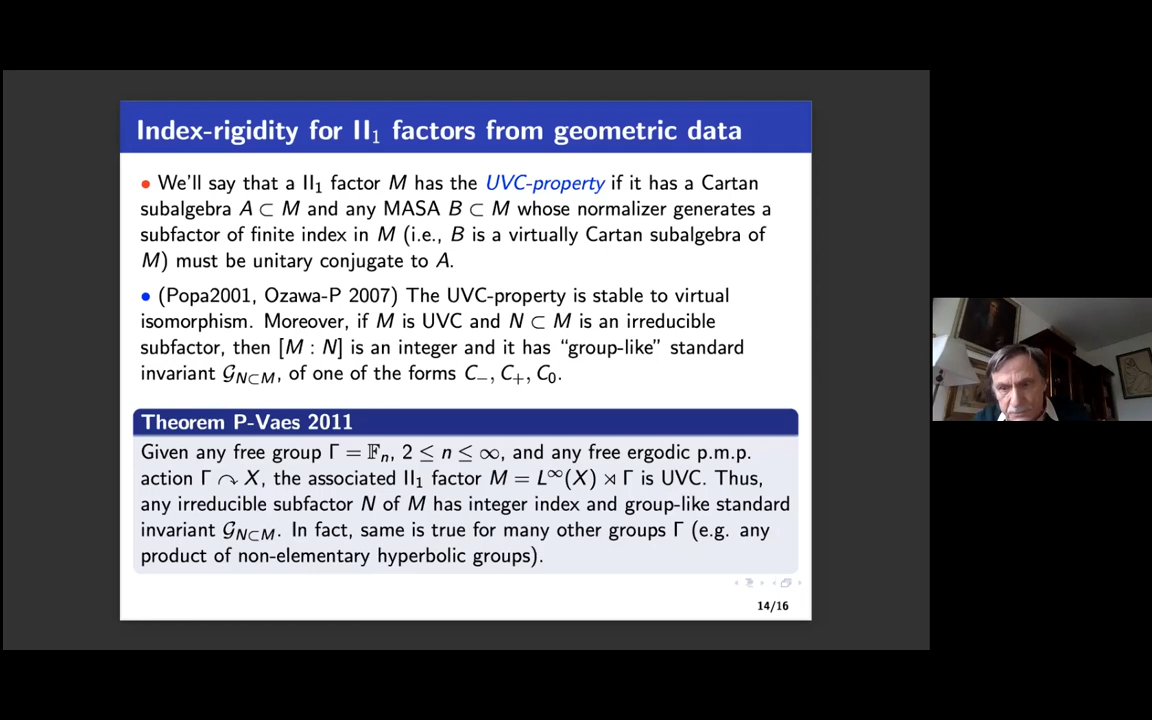 Index-rigidity for II₁ factors from geometric data
• We'll say that a II₁ factor M has the UVC-property if it has a Cartan
subalgebra A ⊂ M and any MASA B ⊂ M whose normalizer generates a
subfactor of finite index in M (i.e., B is a virtually Cartan subalgebra of
M) must be unitary conjugate to A.
• (Popa2001, Ozawa-P 2007) The UVC-property is stable to virtual
isomorphism. Moreover, if M is UVC and N ⊂ M is an irreducible
subfactor, then [M : N] is an integer and it has “group-like” standard
invariant 𝒢_{N⊂M}, of one of the forms C₋, C₊, C₀.
Theorem P-Vaes 2011
Given any free group Γ = 𝔽ₙ, 2 ≤ n ≤ ∞, and any free ergodic p.m.p.
action Γ ↷ X, the associated II₁ factor M = L^∞(X) ⋊ Γ is UVC. Thus,
any irreducible subfactor N of M has integer index and group-like standard
invariant 𝒢_{N⊂M}. In fact, same is true for many other groups Γ (e.g. any
product of non-elementary hyperbolic groups).
14/16